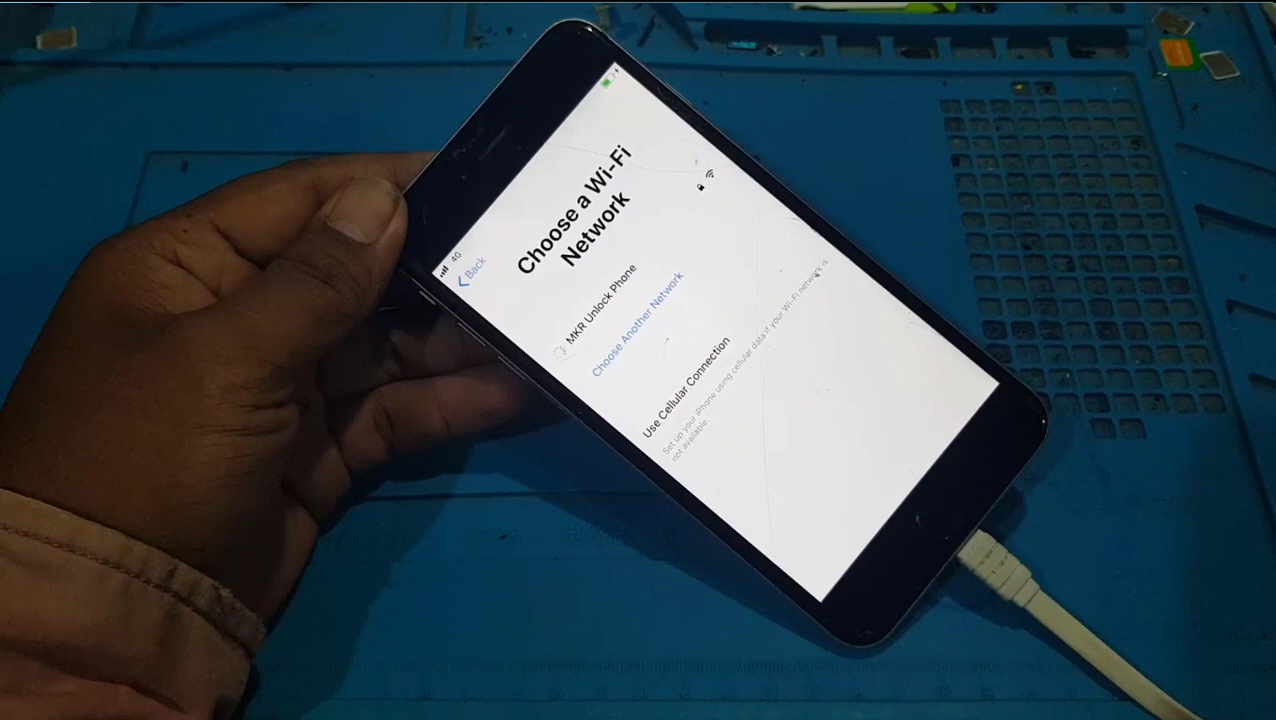 4G
Back
Choose a Wi-Fi
Network
MKR Unlock Phone
Choose Another Network
Use Cellular Connection
Set up your iPhone using cellular data if your Wi-Fi network is
not available